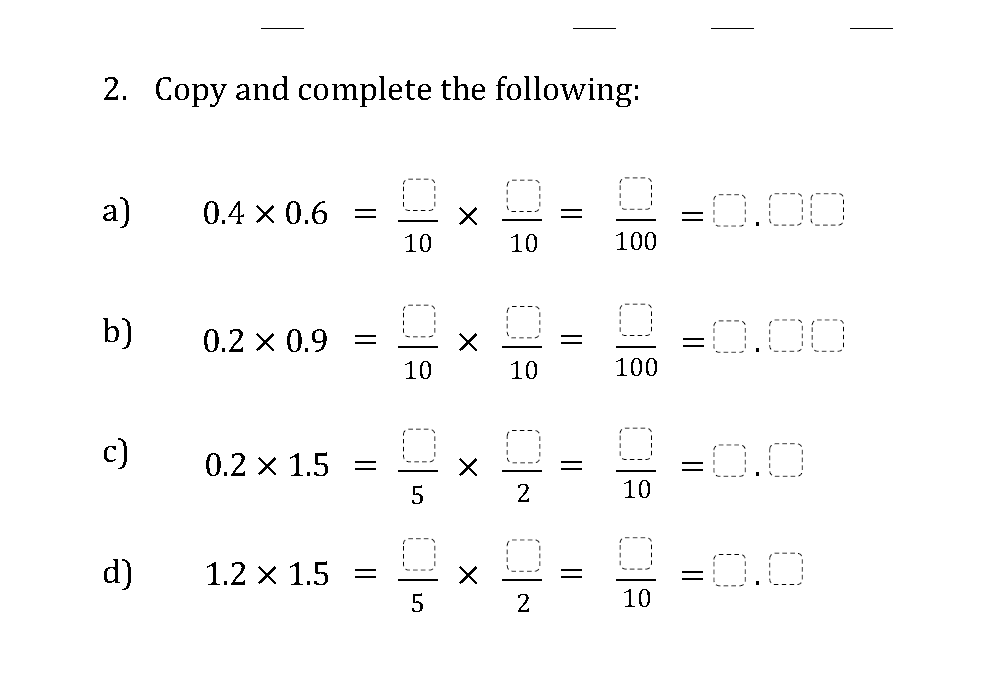 2. Copy and complete the following:
a) 0.4 × 0.6 = □/10 × □/10 = □/100 = □.□□
b) 0.2 × 0.9 = □/10 × □/10 = □/100 = □.□□
c) 0.2 × 1.5 = □/5 × □/2 = □/10 = □.□
d) 1.2 × 1.5 = □/5 × □/2 = □/10 = □.□